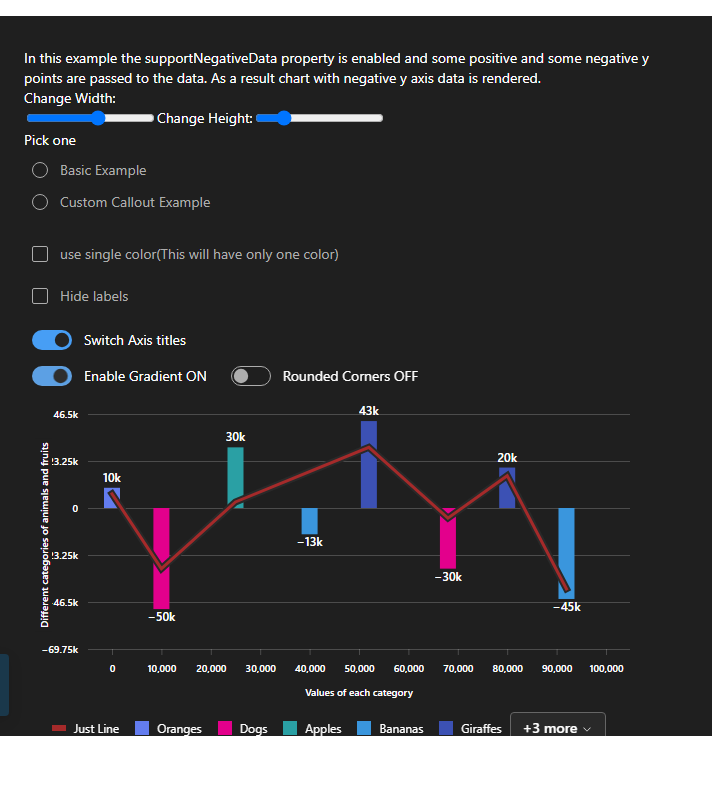 In this example the supportNegativeData property is enabled and some positive and some negative y
points are passed to the data. As a result chart with negative y axis data is rendered.
Change Width:
Change Height:
Pick one
Basic Example
Custom Callout Example
use single color(This will have only one color)
Hide labels
Switch Axis titles
Enable Gradient ON
Rounded Corners OFF
Different categories of animals and fruits
46.5k
3.25k
0
3.25k
-46.5k
−69.75k
10k
−50k
30k
−13k
43k
−30k
20k
−45k
0 10,000 20,000 30,000 40,000 50,000 60,000 70,000 80,000 90,000 100,000
Values of each category
Just Line Oranges Dogs Apples Bananas Giraffes +3 more